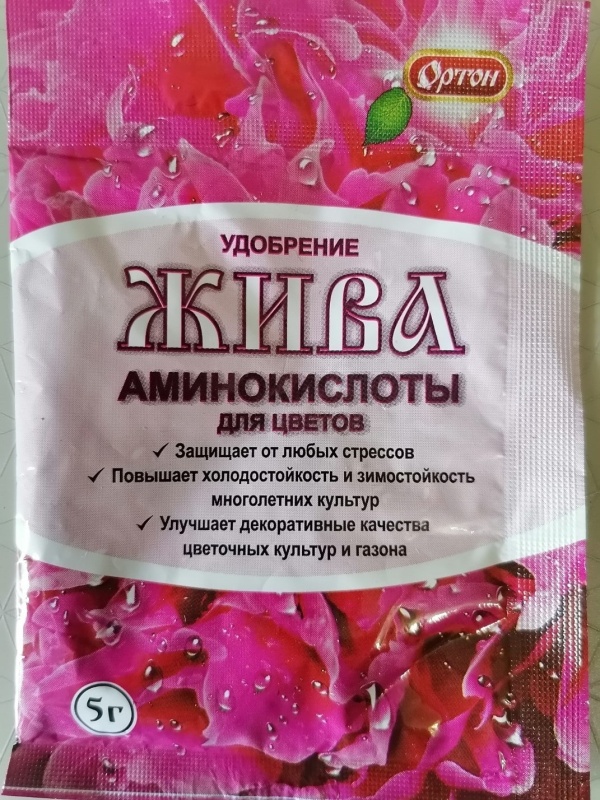 Ортон
УДОБРЕНИЕ
ЖИВА
АМИНОКИСЛОТЫ
ДЛЯ ЦВЕТОВ
✓ Защищает от любых стрессов
✓ Повышает холодостойкость и зимостойкость
многолетних культур
✓ Улучшает декоративные качества
цветочных культур и газона
5г